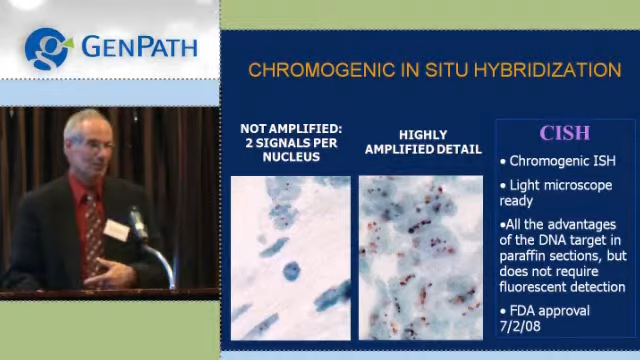 GENPATH
CHROMOGENIC IN SITU HYBRIDIZATION
NOT AMPLIFIED:
2 SIGNALS PER
NUCLEUS
HIGHLY
AMPLIFIED DETAIL
CISH
• Chromogenic ISH
• Light microscope
ready
•All the advantages
of the DNA target in
paraffin sections, but
does not require
fluorescent detection
• FDA approval
7/2/08